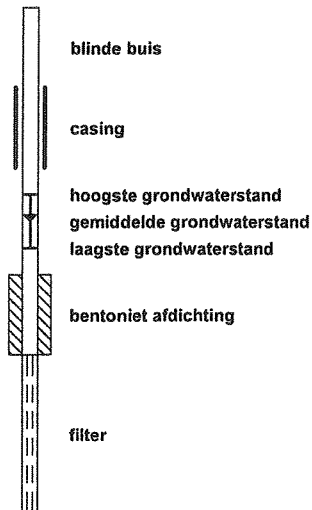 blinde buis
casing
hoogste grondwaterstand
gemiddelde grondwaterstand
laagste grondwaterstand
bentoniet afdichting
filter